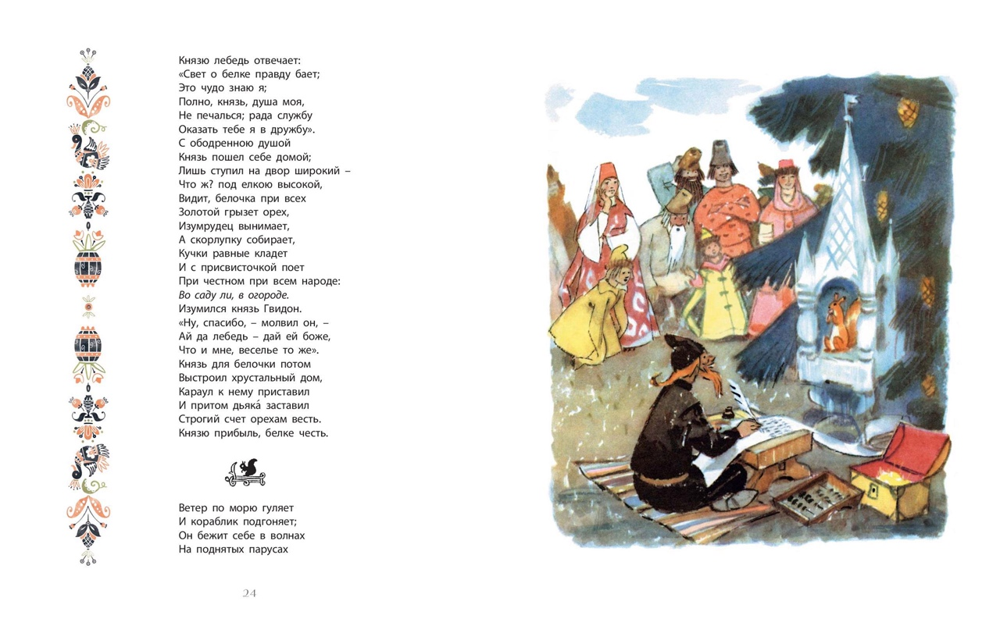 Князю лебедь отвечает:
«Свет о белке правду бает;
Это чудо знаю я;
Полно, князь, душа моя,
Не печалься; рада службу
Оказать тебе я в дружбу».
С ободренною душой
Князь пошел себе домой;
Лишь ступил на двор широкий –
Что ж? под елкою высокой,
Видит, белочка при всех
Золотой грызет орех,
Изумрудец вынимает,
А скорлупку собирает,
Кучки равные кладет
И с присвисточкой поет
При честном при всем народе:
Во саду ли, в огороде.
Изумился князь Гвидон.
«Ну, спасибо, – молвил он, –
Ай да лебедь – дай ей боже,
Что и мне, веселье то же».
Князь для белочки потом
Выстроил хрустальный дом,
Караул к нему приставил
И притом дьяка́ заставил
Строгий счет орехам весть.
Князю прибыль, белке честь.
Ветер по морю гуляет
И кораблик подгоняет;
Он бежит себе в волнах
На поднятых парусах
24